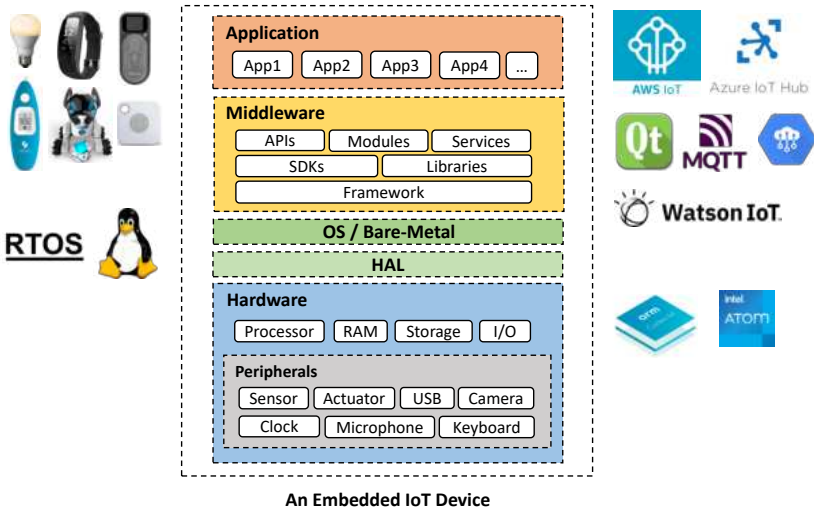 Application
App1 App2 App3 App4 ...
Middleware
APIs Modules Services
SDKs Libraries
Framework
OS / Bare-Metal
HAL
Hardware
Processor RAM Storage I/O
Peripherals
Sensor Actuator USB Camera
Clock Microphone Keyboard
An Embedded IoT Device
RTOS
AWS IoT
Azure IoT Hub
Qt
MQTT
Watson IoT
arm
intel
ATOM